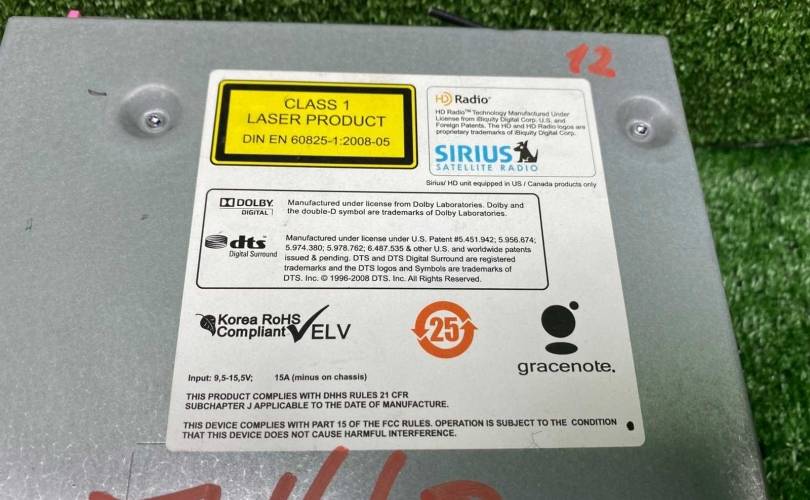 12
CLASS 1
LASER PRODUCT
DIN EN 60825-1:2008-05
HD Radio™
HD Radio™ Technology Manufactured Under
License from iBiquity Digital Corp. U.S. and
Foreign Patents. The HD and HD Radio logos are
proprietary trademarks of iBiquity Digital Corp.
SIRIUS
SATELLITE RADIO
Sirius/ HD unit equipped in US / Canada products only
DOLBY
DIGITAL
Manufactured under license from Dolby Laboratories. Dolby and
the double-D symbol are trademarks of Dolby Laboratories.
dts
Digital Surround
Manufactured under license under U.S. Patent #5.451.942; 5.956.674;
5.974.380; 5.978.762; 6.487.535 & other U.S. and worldwide patents
issued & pending. DTS and DTS Digital Surround are registered
trademarks and the DTS logos and Symbols are trademarks of
DTS. Inc. © 1996-2008 DTS. Inc. All Rights Reserved.
Korea RoHS
Compliant
ELV
25
gracenote.
Input: 9,5-15,5V; 15A (minus on chassis)
THIS PRODUCT COMPLIES WITH DHHS RULES 21 CFR
SUBCHAPTER J APPLICABLE TO THE DATE OF MANUFACTURE.
THIS DEVICE COMPLIES WITH PART 15 OF THE FCC RULES. OPERATION IS SUBJECT TO THE CONDITION
THAT THIS DEVICE DOES NOT CAUSE HARMFUL INTERFERENCE.